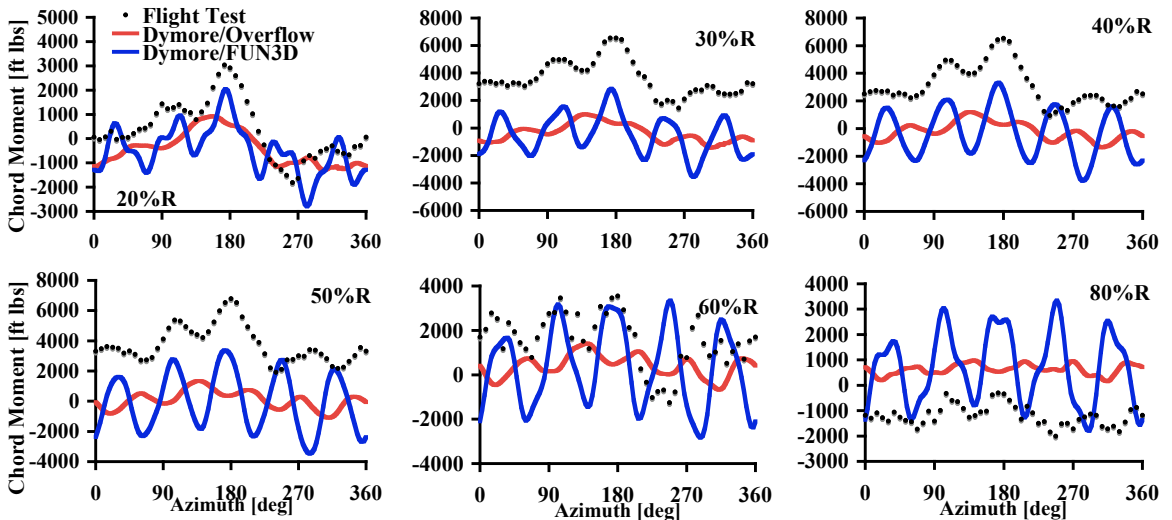 Flight Test
Dymore/Overflow
Dymore/FUN3D
Chord Moment [ft lbs]
5000
4000
3000
2000
1000
0
-1000
-2000
-3000
20%R
0 90 180 270 360
30%R
8000
6000
4000
2000
0
-2000
-4000
-6000
0 90 180 270 360
40%R
8000
6000
4000
2000
0
-2000
-4000
-6000
0 90 180 270 360
Chord Moment [ft lbs]
50%R
8000
6000
4000
2000
0
-2000
-4000
0 90 180 270 360
Azimuth [deg]
60%R
4000
2000
0
-2000
-4000
0 90 180 270 360
Azimuth [deg]
80%R
4000
3000
2000
1000
0
-1000
-2000
-3000
0 90 180 270 360
Azimuth [deg]